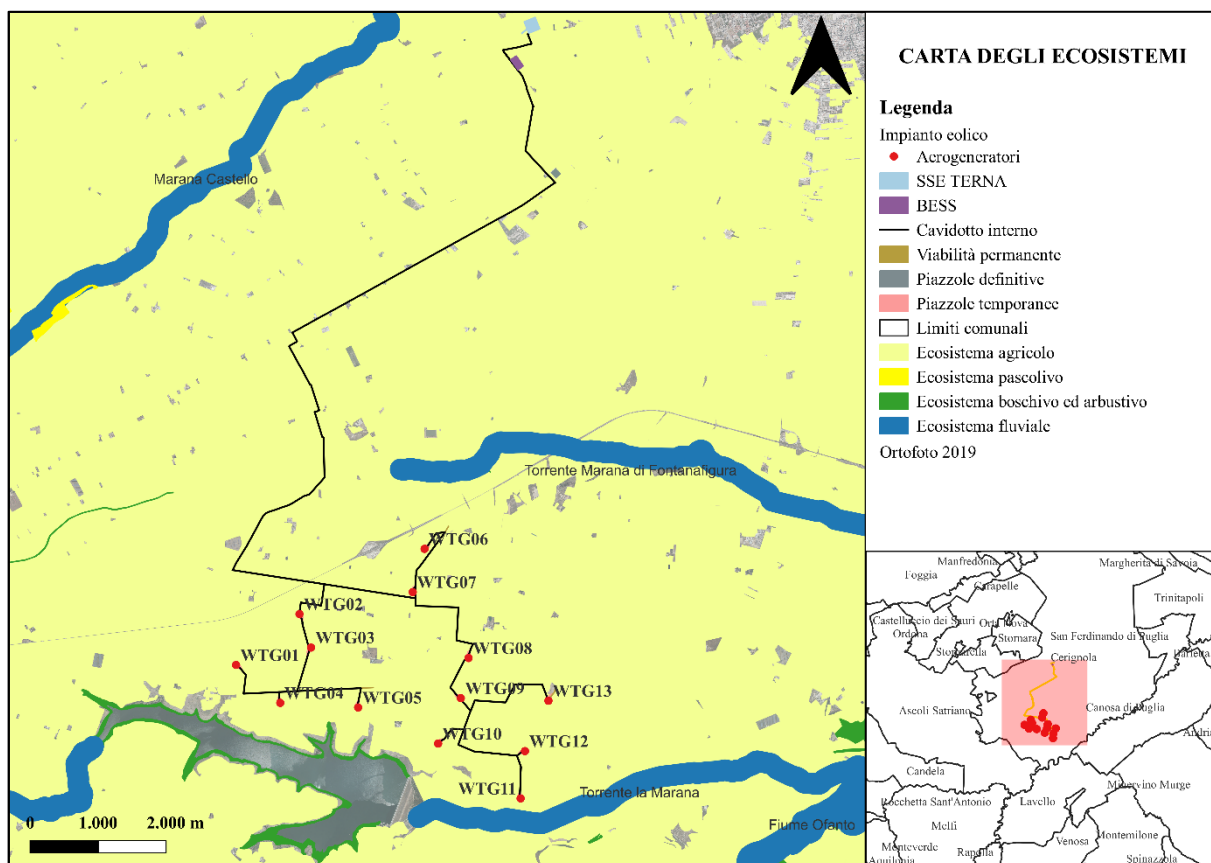 CARTA DEGLI ECOSISTEMI
Legenda
Impianto eolico
Aerogeneratori
SSE TERNA
BESS
Cavidotto interno
Viabilità permanente
Piazzole definitive
Piazzole temporanee
Limiti comunali
Ecosistema agricolo
Ecosistema pascolivo
Ecosistema boschivo ed arbustivo
Ecosistema fluviale
Ortofoto 2019
Marana Castello
Torrente Marana di Fontanafigura
WTG06
WTG07
WTG02
WTG03
WTG08
WTG01
WTG04
WTG05
WTG09
WTG13
WTG10
WTG12
WTG11
Torrente la Marana
Fiume Ofanto
0 1.000 2.000 m
Manfredonia
Margherita di Savoia
Foggia
Carapelle
Trinitapoli
Castelluccio dei Sauri
Orta Nova
Ordona
Stornara
San Ferdinando di Puglia
Stornarella
Cerignola
Barletta
Ascoli Satriano
Canosa di Puglia
Andria
Candela
Minervino Murge
Rocchetta Sant'Antonio
Lavello
Melfi
Montemilone
Monteverde
Venosa
Aquilonia
Rapolla
Spinazzola